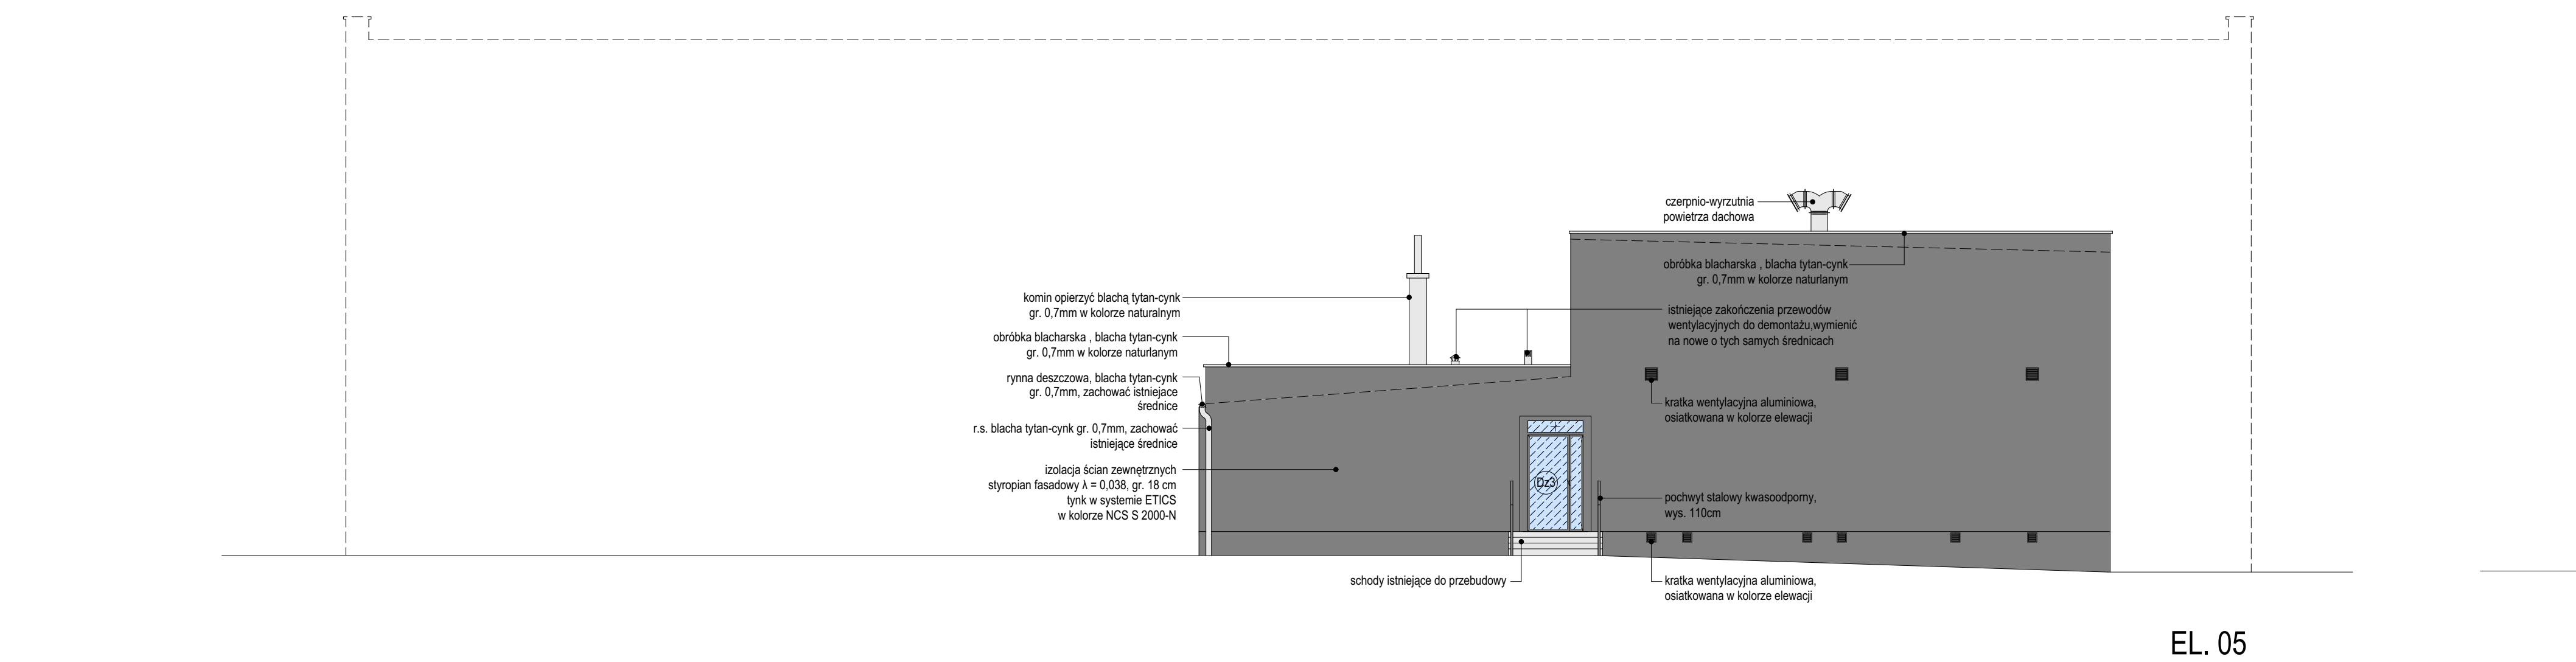 czerpnio-wyrzutnia
powietrza dachowa
obróbka blacharska , blacha tytan-cynk
gr. 0,7mm w kolorze naturlanym
komin opierzyć blachą tytan-cynk
gr. 0,7mm w kolorze naturalnym
istniejące zakończenia przewodów
wentylacyjnych do demontażu,wymienić
na nowe o tych samych średnicach
obróbka blacharska , blacha tytan-cynk
gr. 0,7mm w kolorze naturlanym
rynna deszczowa, blacha tytan-cynk
gr. 0,7mm, zachować istniejace
średnice
kratka wentylacyjna aluminiowa,
osiatkowana w kolorze elewacji
r.s. blacha tytan-cynk gr. 0,7mm, zachować
istniejące średnice
izolacja ścian zewnętrznych
styropian fasadowy λ = 0,038, gr. 18 cm
tynk w systemie ETICS
w kolorze NCS S 2000-N
Dz3
pochwyt stalowy kwasoodporny,
wys. 110cm
schody istniejące do przebudowy
kratka wentylacyjna aluminiowa,
osiatkowana w kolorze elewacji
EL. 05